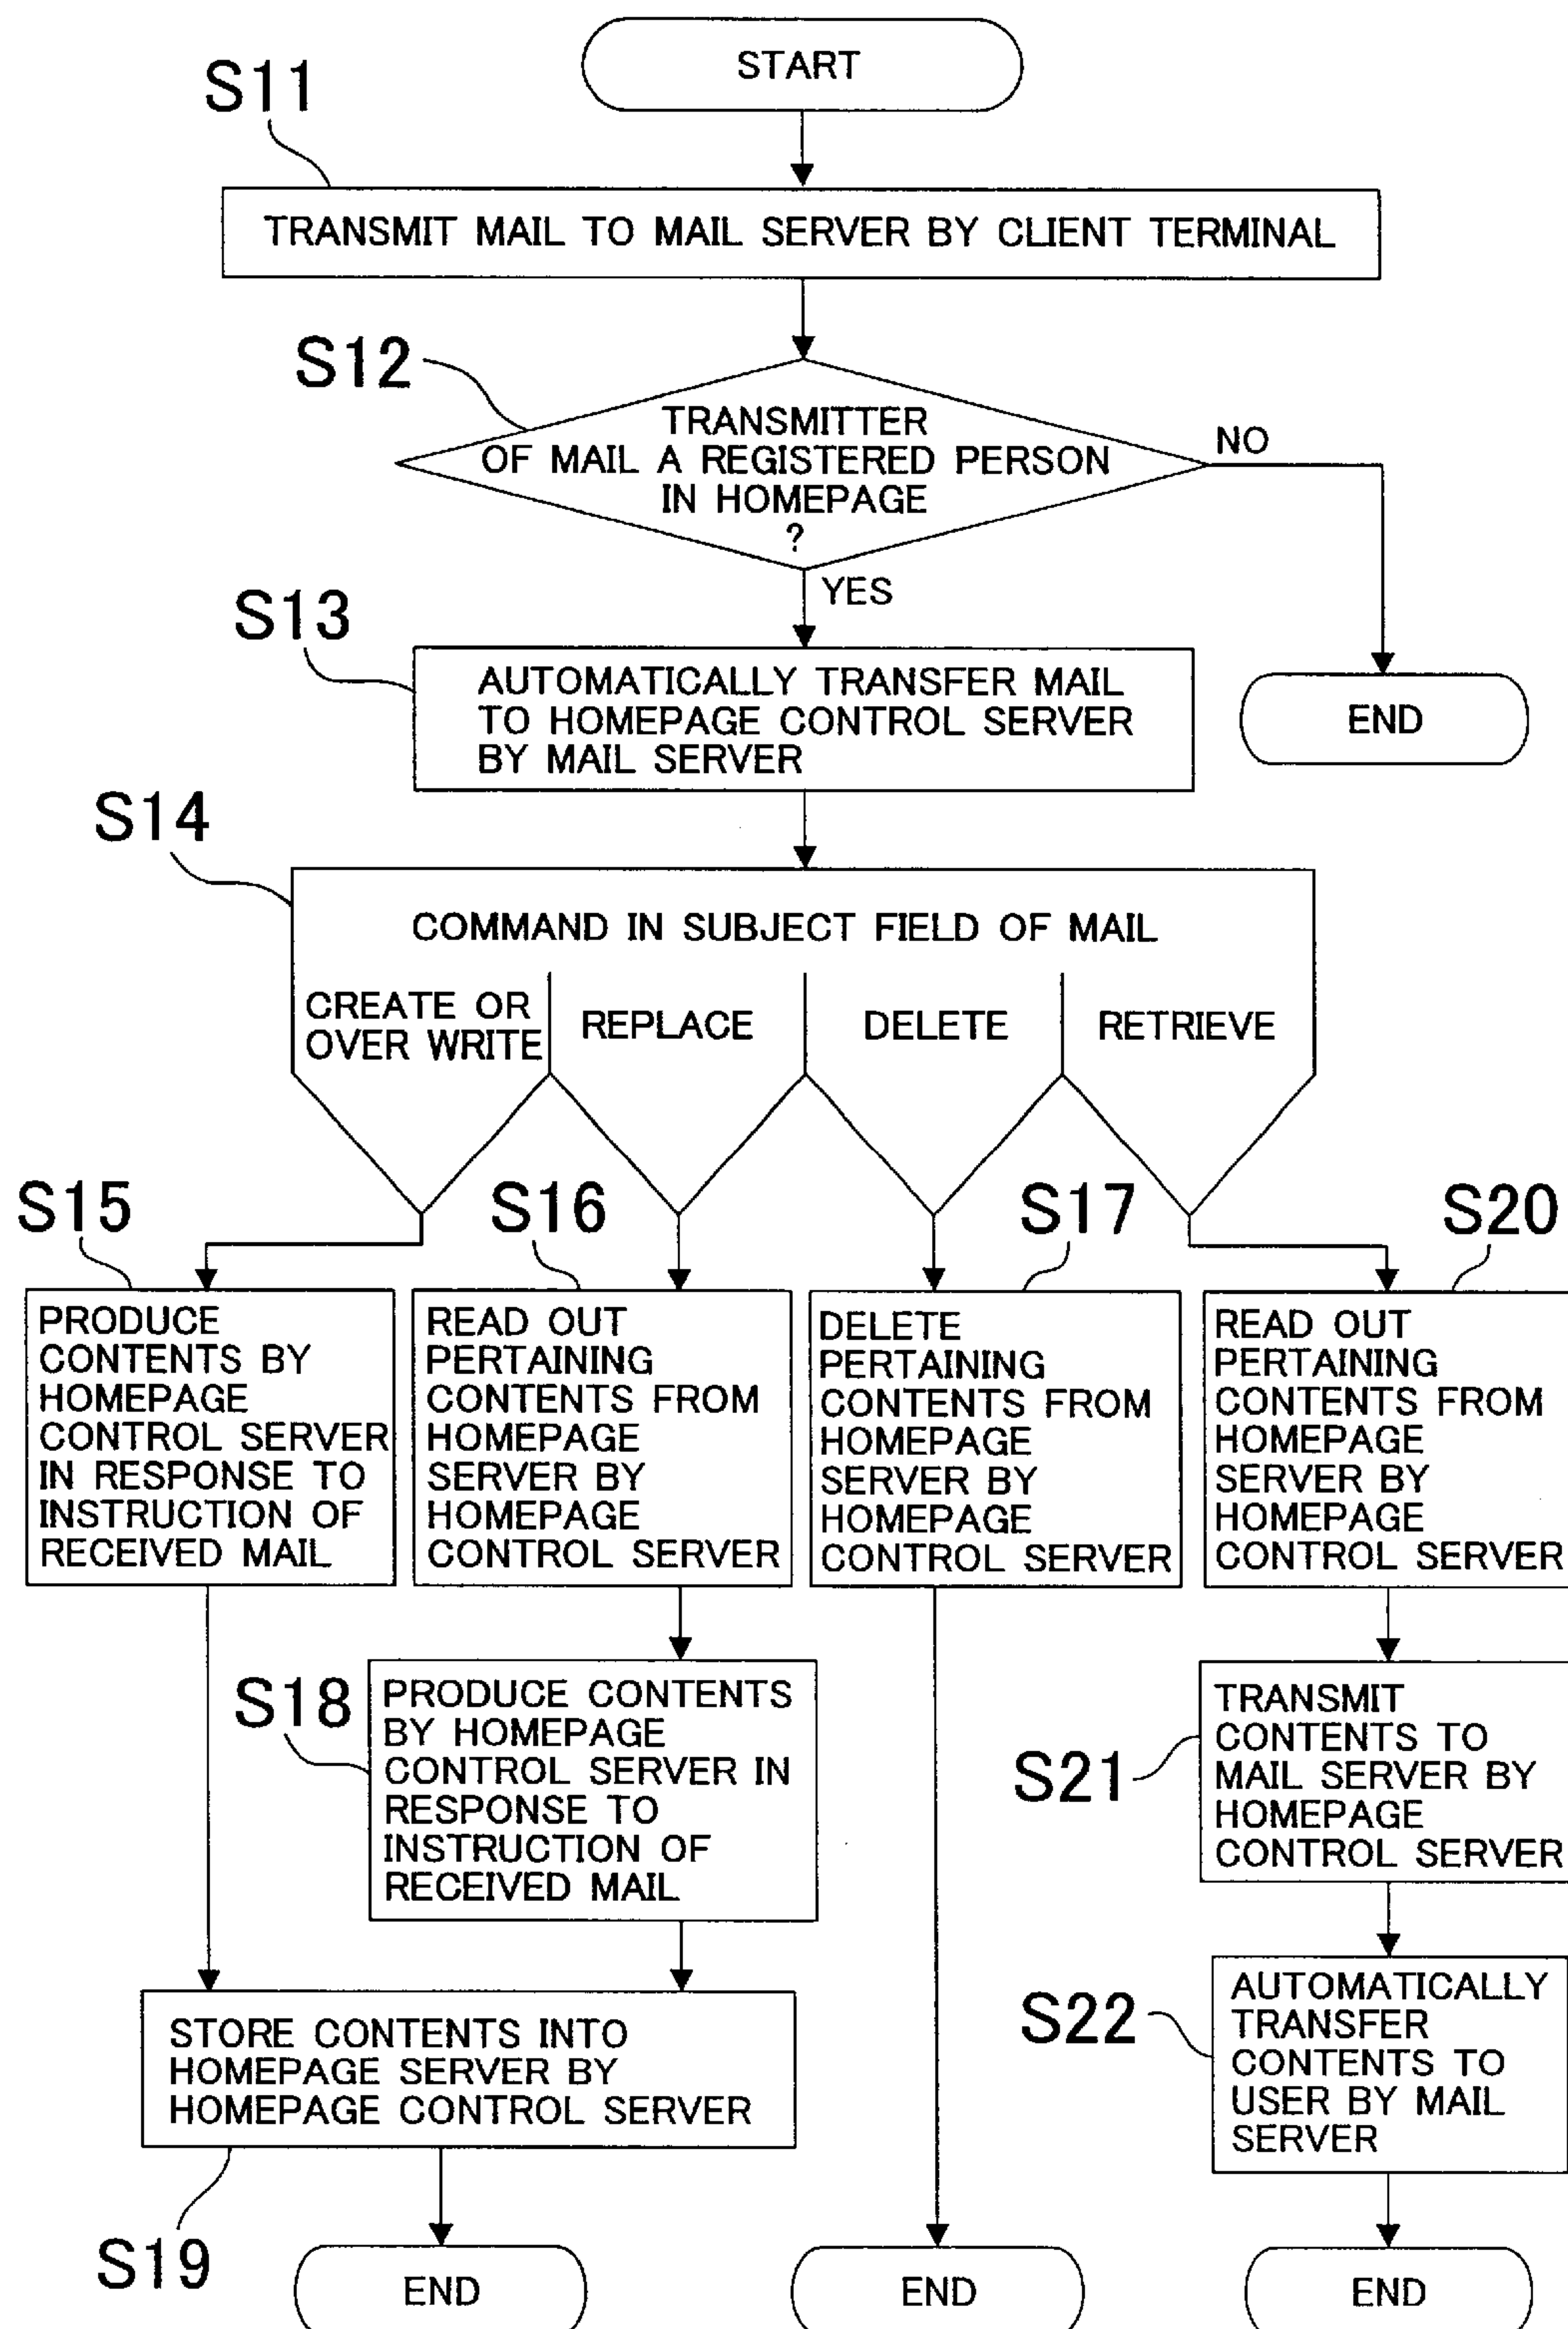 START
S11
TRANSMIT MAIL TO MAIL SERVER BY CLIENT TERMINAL
S12
TRANSMITTER
OF MAIL A REGISTERED PERSON
IN HOMEPAGE
?
NO
YES
S13
AUTOMATICALLY TRANSFER MAIL
TO HOMEPAGE CONTROL SERVER
BY MAIL SERVER
END
S14
COMMAND IN SUBJECT FIELD OF MAIL
CREATE OR
OVER WRITE
REPLACE
DELETE
RETRIEVE
S15
PRODUCE
CONTENTS BY
HOMEPAGE
CONTROL SERVER
IN RESPONSE TO
INSTRUCTION OF
RECEIVED MAIL
S16
READ OUT
PERTAINING
CONTENTS FROM
HOMEPAGE
SERVER BY
HOMEPAGE
CONTROL SERVER
S17
DELETE
PERTAINING
CONTENTS FROM
HOMEPAGE
SERVER BY
HOMEPAGE
CONTROL SERVER
S20
READ OUT
PERTAINING
CONTENTS FROM
HOMEPAGE
SERVER BY
HOMEPAGE
CONTROL SERVER
S18
PRODUCE CONTENTS
BY HOMEPAGE
CONTROL SERVER IN
RESPONSE TO
INSTRUCTION OF
RECEIVED MAIL
S21
TRANSMIT
CONTENTS TO
MAIL SERVER BY
HOMEPAGE
CONTROL SERVER
S19
STORE CONTENTS INTO
HOMEPAGE SERVER BY
HOMEPAGE CONTROL SERVER
S22
AUTOMATICALLY
TRANSFER
CONTENTS TO
USER BY MAIL
SERVER
END
END
END